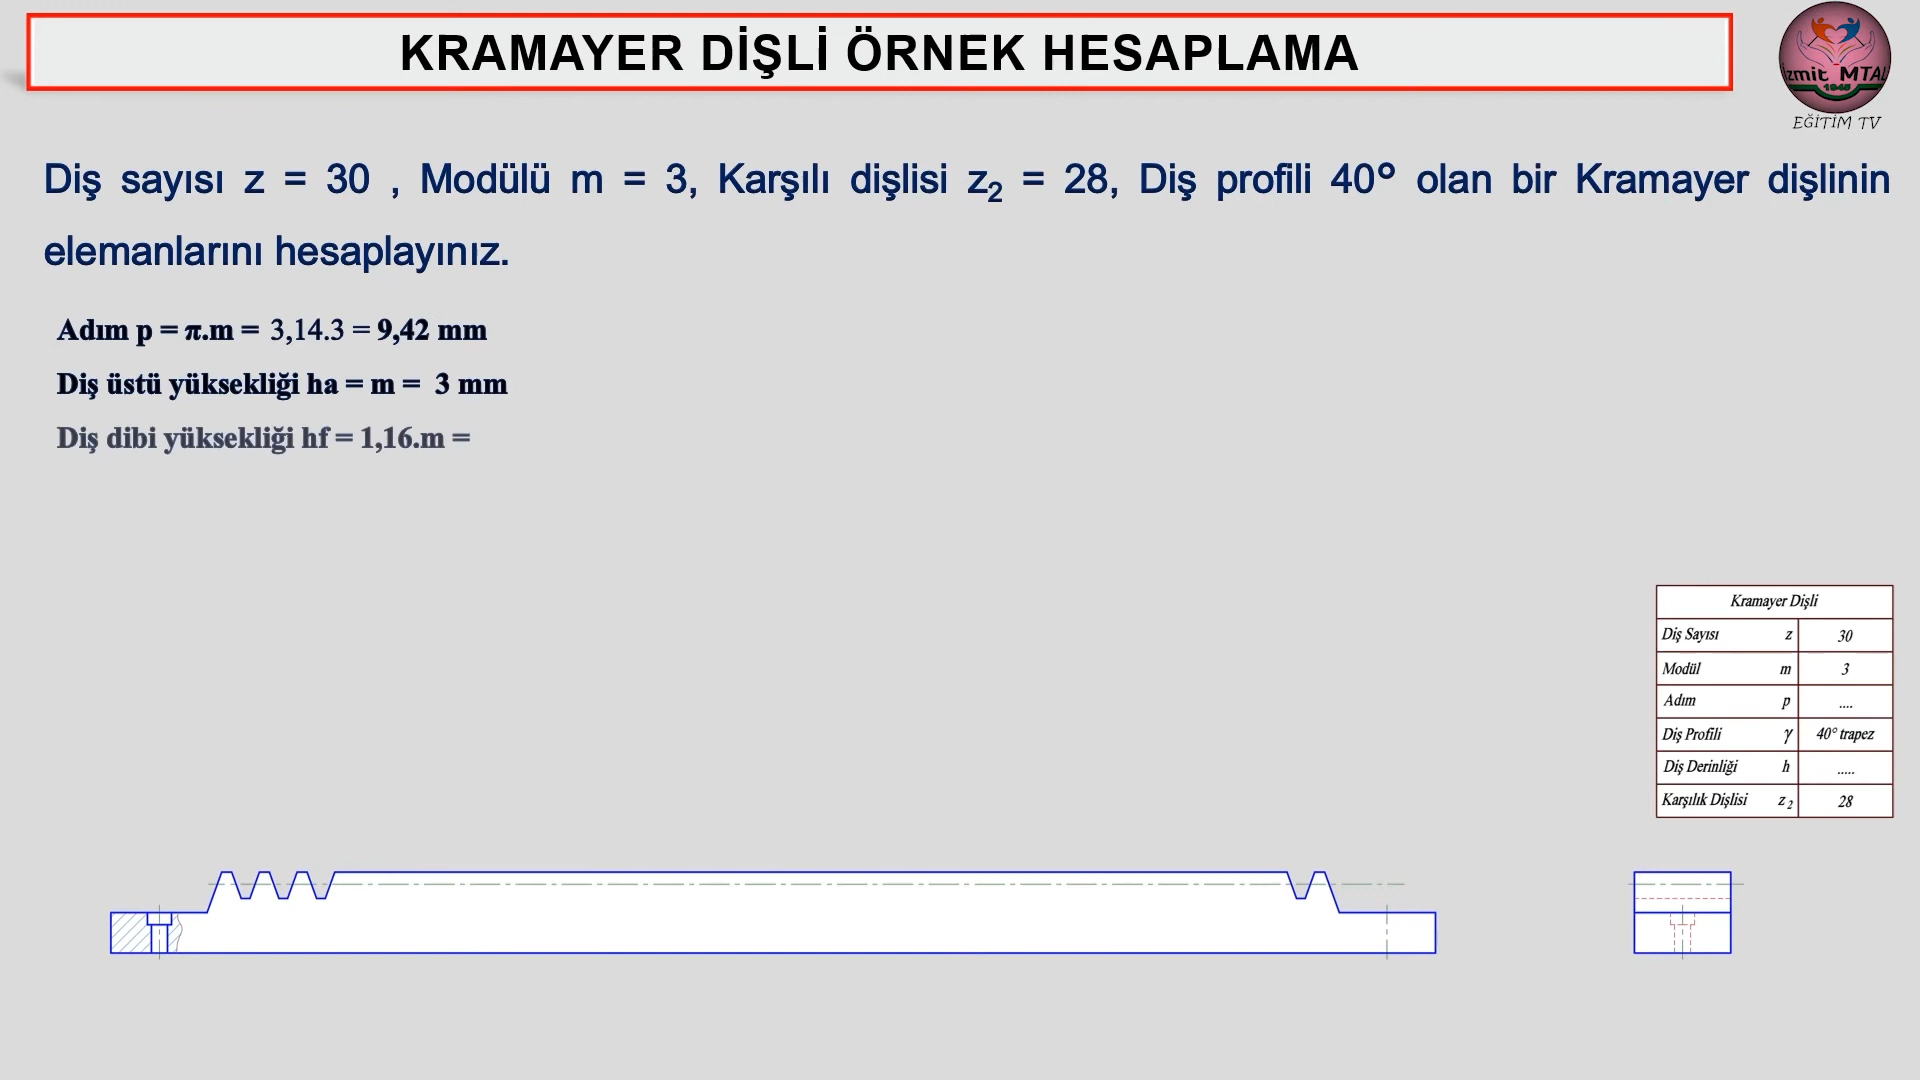 KRAMAYER DİŞLİ ÖRNEK HESAPLAMA
İzmit MTAL
1945
EĞİTİM TV
Diş sayısı z = 30 , Modülü m = 3, Karşılı dişlisi z₂ = 28, Diş profili 40° olan bir Kramayer dişlinin
elemanlarını hesaplayınız.
Adım p = π.m = 3,14.3 = 9,42 mm
Diş üstü yüksekliği ha = m = 3 mm
Diş dibi yüksekliği hf = 1,16.m =
Kramayer Dişli
Diş Sayısı z 30
Modül m 3
Adım p ....
Diş Profili γ 40° trapez
Diş Derinliği h .....
Karşılık Dişlisi z₂ 28